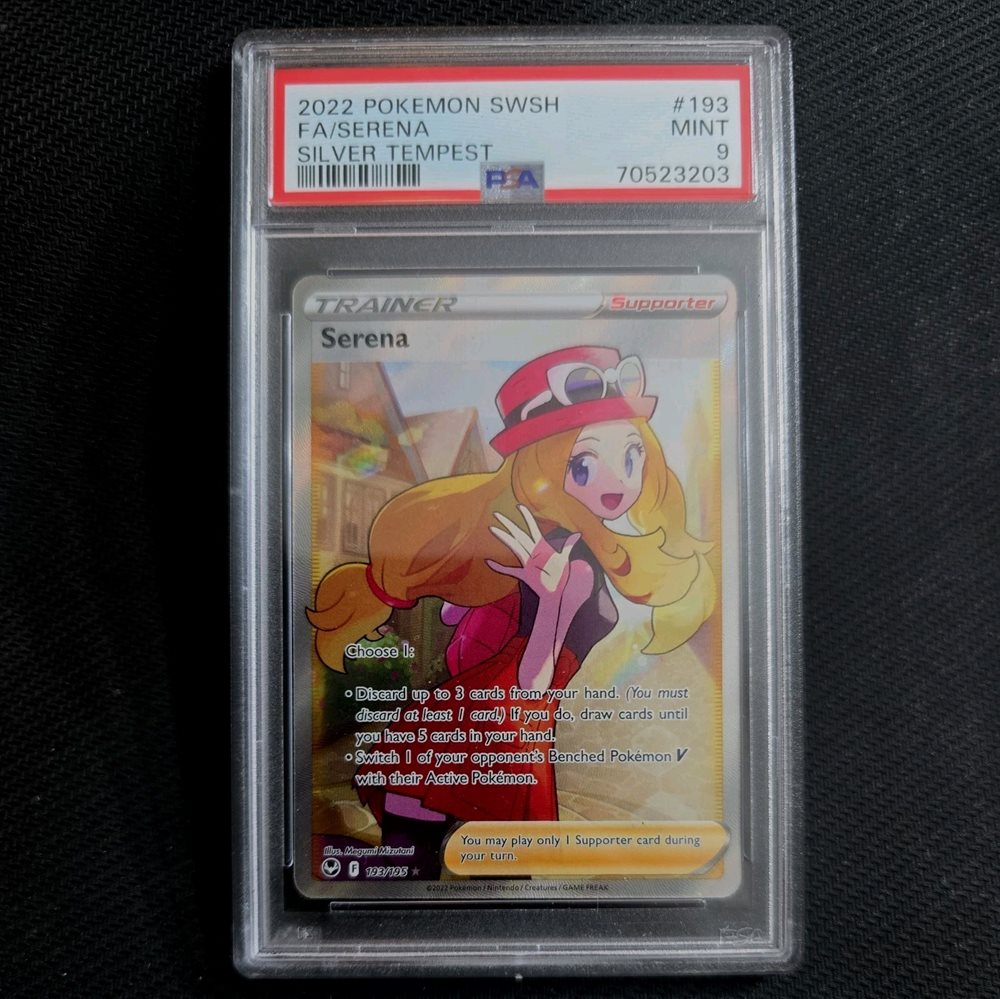 2022 POKEMON SWSH #193
FA/SERENA MINT
SILVER TEMPEST 9
PSA 70523203
TRAINER Supporter
Serena
Choose 1:
• Discard up to 3 cards from your hand. (You must
discard at least 1 card.) If you do, draw cards until
you have 5 cards in your hand.
• Switch 1 of your opponent's Benched Pokémon V
with their Active Pokémon.
You may play only 1 Supporter card during
your turn.
Illus. Megumi Mizutani
F 193/195 ★
©2022 Pokémon / Nintendo / Creatures / GAME FREAK